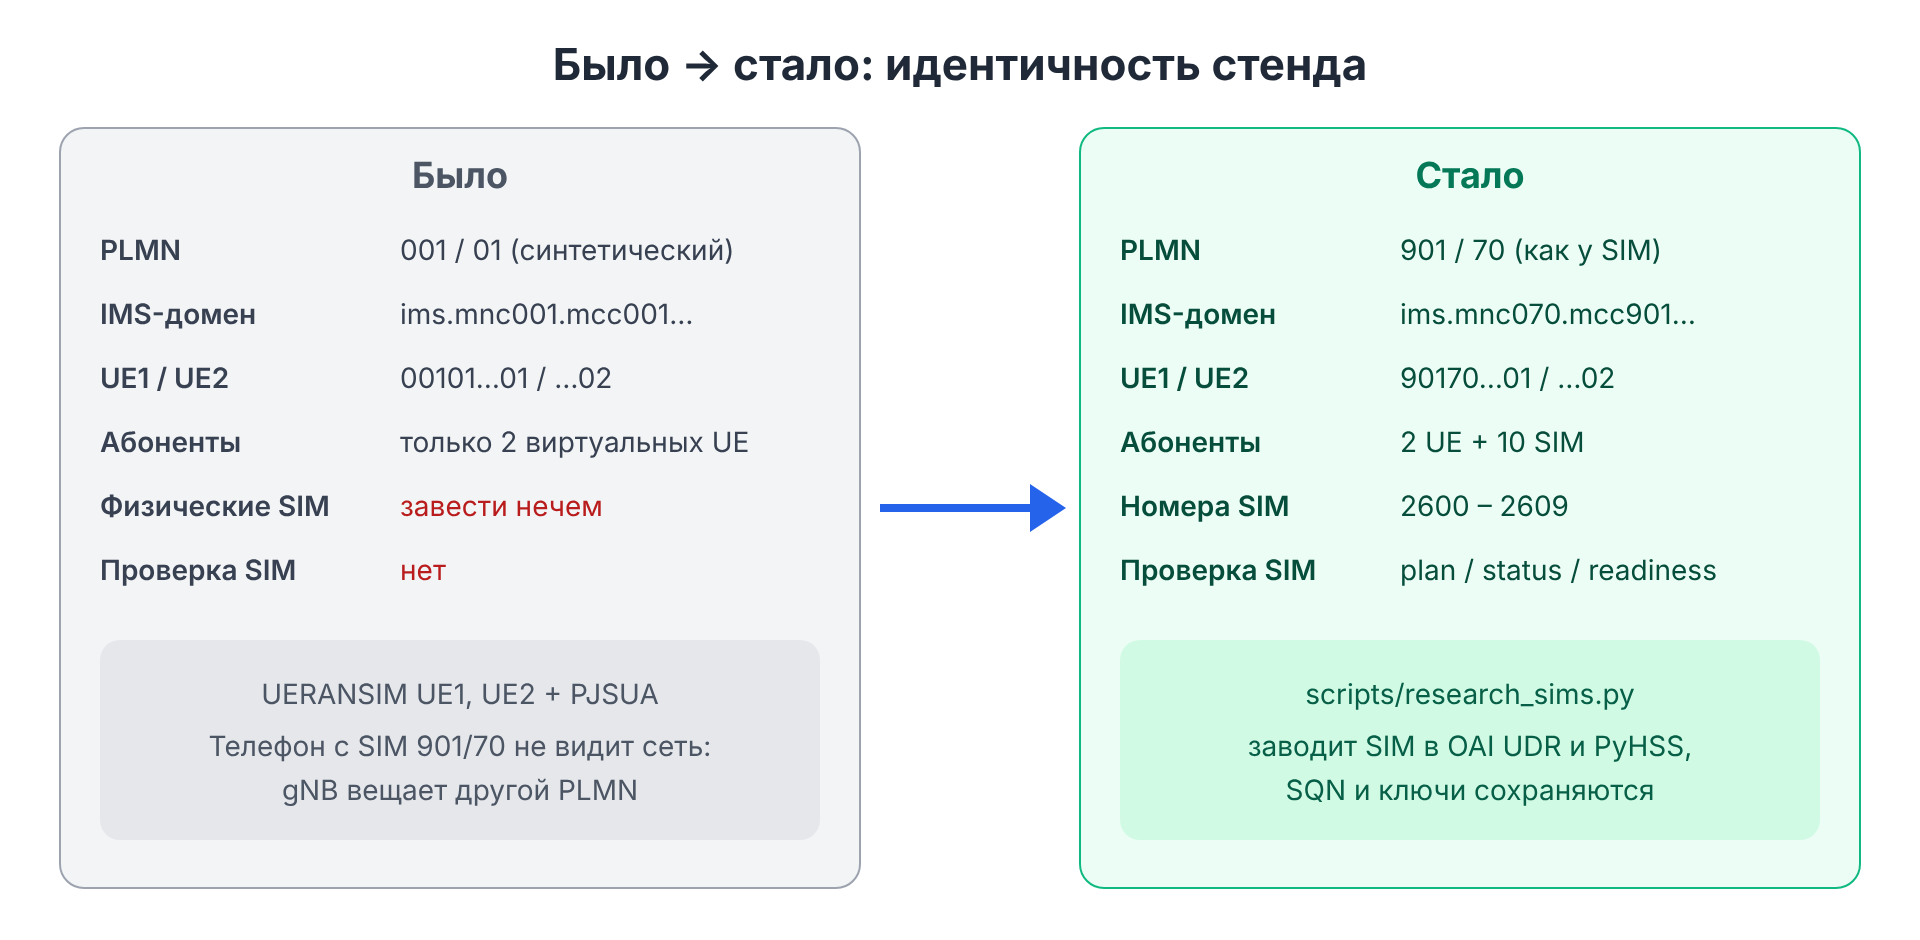 Было → стало: идентичность стенда
Было
PLMN 001 / 01 (синтетический)
IMS-домен ims.mnc001.mcc001...
UE1 / UE2 00101...01 / ...02
Абоненты только 2 виртуальных UE
Физические SIM завести нечем
Проверка SIM нет
UERANSIM UE1, UE2 + PJSUA
Телефон с SIM 901/70 не видит сеть:
gNB вещает другой PLMN
Стало
PLMN 901 / 70 (как у SIM)
IMS-домен ims.mnc070.mcc901...
UE1 / UE2 90170...01 / ...02
Абоненты 2 UE + 10 SIM
Номера SIM 2600 – 2609
Проверка SIM plan / status / readiness
scripts/research_sims.py
заводит SIM в OAI UDR и PyHSS,
SQN и ключи сохраняются